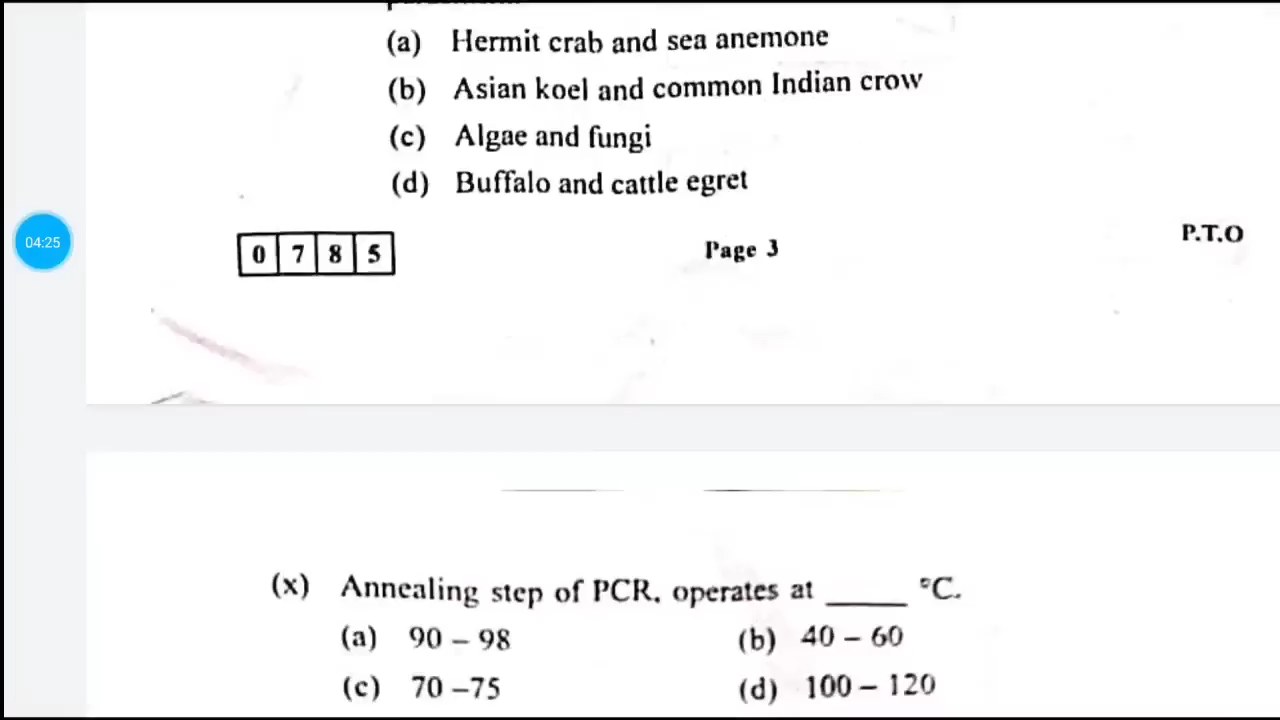 (a) Hermit crab and sea anemone
(b) Asian koel and common Indian crow
(c) Algae and fungi
(d) Buffalo and cattle egret
04:25
0 7 8 5 Page 3 P.T.O
(x) Annealing step of PCR, operates at _____ °C.
(a) 90 – 98 (b) 40 – 60
(c) 70 –75 (d) 100 – 120